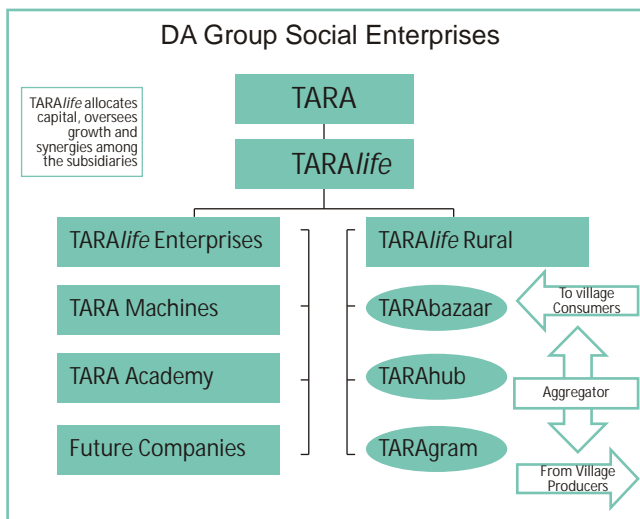 DA Group Social Enterprises
TARAlife allocates
capital, oversees
growth and
synergies among
the subsidiaries
TARA
TARAlife
TARAlife Enterprises
TARA Machines
TARA Academy
Future Companies
TARAlife Rural
TARAbazaar
TARAhub
TARAgram
To village
Consumers
Aggregator
From Village
Producers